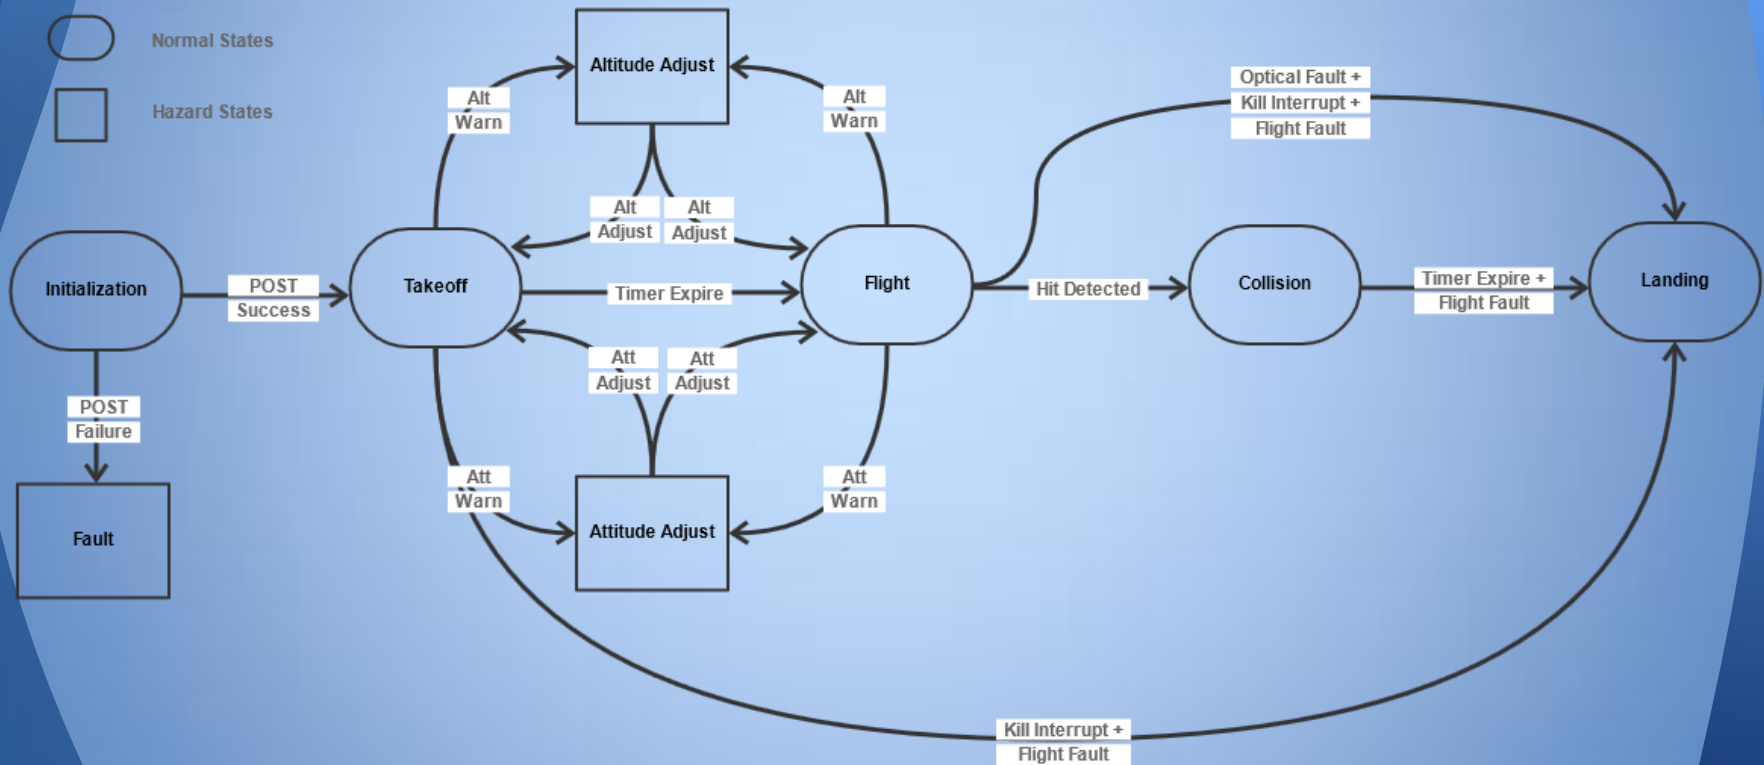 Normal States
Hazard States
Altitude Adjust
Alt
Warn
Alt
Warn
Optical Fault +
Kill Interrupt +
Flight Fault
Alt
Adjust
Alt
Adjust
Initialization
POST
Success
Takeoff
Timer Expire
Flight
Hit Detected
Collision
Timer Expire +
Flight Fault
Landing
Att
Adjust
Att
Adjust
POST
Failure
Att
Warn
Att
Warn
Fault
Attitude Adjust
Kill Interrupt +
Flight Fault